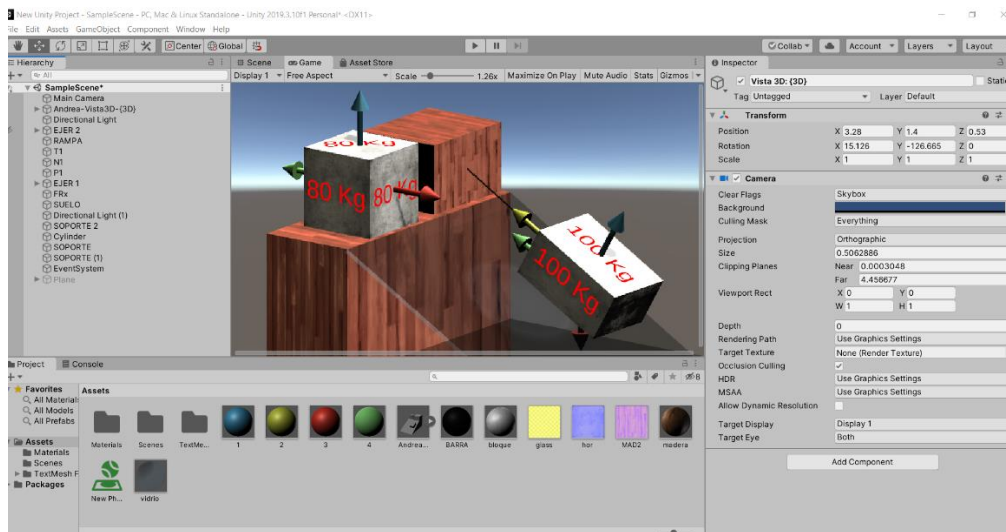 New Unity Project - SampleScene - PC, Mac & Linux Standalone - Unity 2019.3.10f1 Personal* <DX11>
File Edit Assets GameObject Component Window Help
Center Global
Collab Account Layers Layout
Hierarchy
All
SampleScene*
Main Camera
Andrea-Vista3D-{3D}
Directional Light
EJER 2
RAMPA
T1
N1
P1
EJER 1
FRx
SUELO
Directional Light (1)
SOPORTE 2
Cylinder
SOPORTE
SOPORTE (1)
EventSystem
Plane
Scene Game Asset Store
Display 1 Free Aspect Scale 1.26x Maximize On Play Mute Audio Stats Gizmos
80 Kg
80 Kg 80 Kg
100 Kg
100 Kg
Inspector
Vista 3D: {3D} Stati
Tag Untagged Layer Default
Transform
Position X 3.28 Y 1.4 Z 0.53
Rotation X 15.126 Y -126.665 Z 0
Scale X 1 Y 1 Z 1
Camera
Clear Flags Skybox
Background
Culling Mask Everything
Projection Orthographic
Size 0.5062886
Clipping Planes Near 0.0003048
Far 4.456677
Viewport Rect X 0 Y 0
W 1 H 1
Depth 0
Rendering Path Use Graphics Settings
Target Texture None (Render Texture)
Occlusion Culling
HDR Use Graphics Settings
MSAA Use Graphics Settings
Allow Dynamic Resolution
Target Display Display 1
Target Eye Both
Add Component
Project Console
8
Favorites
All Material
All Models
All Prefabs
Assets
Materials
Scenes
TextMesh P
Packages
Assets
Materials Scenes TextMe... 1 2 3 4 Andrea... BARRA bloque glass hor MAD2 madera
New Ph... vidrio